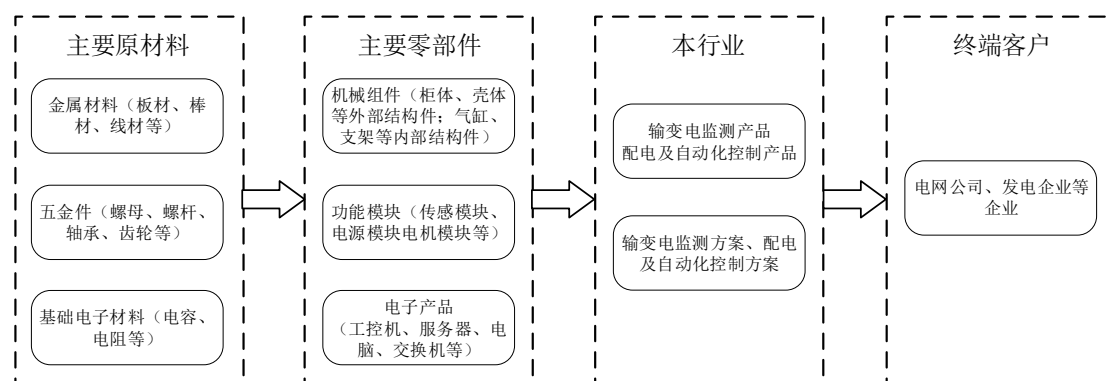 主要原材料
金属材料（板材、棒
材、线材等）
五金件（螺母、螺杆、
轴承、齿轮等）
基础电子材料（电容、
电阻等）
主要零部件
机械组件（柜体、壳体
等外部结构件；气缸、
支架等内部结构件）
功能模块（传感模块、
电源模块电机模块等）
电子产品
（工控机、服务器、电
脑、交换机等）
本行业
输变电监测产品
配电及自动化控制产品
输变电监测方案、配电
及自动化控制方案
终端客户
电网公司、发电企业等
企业